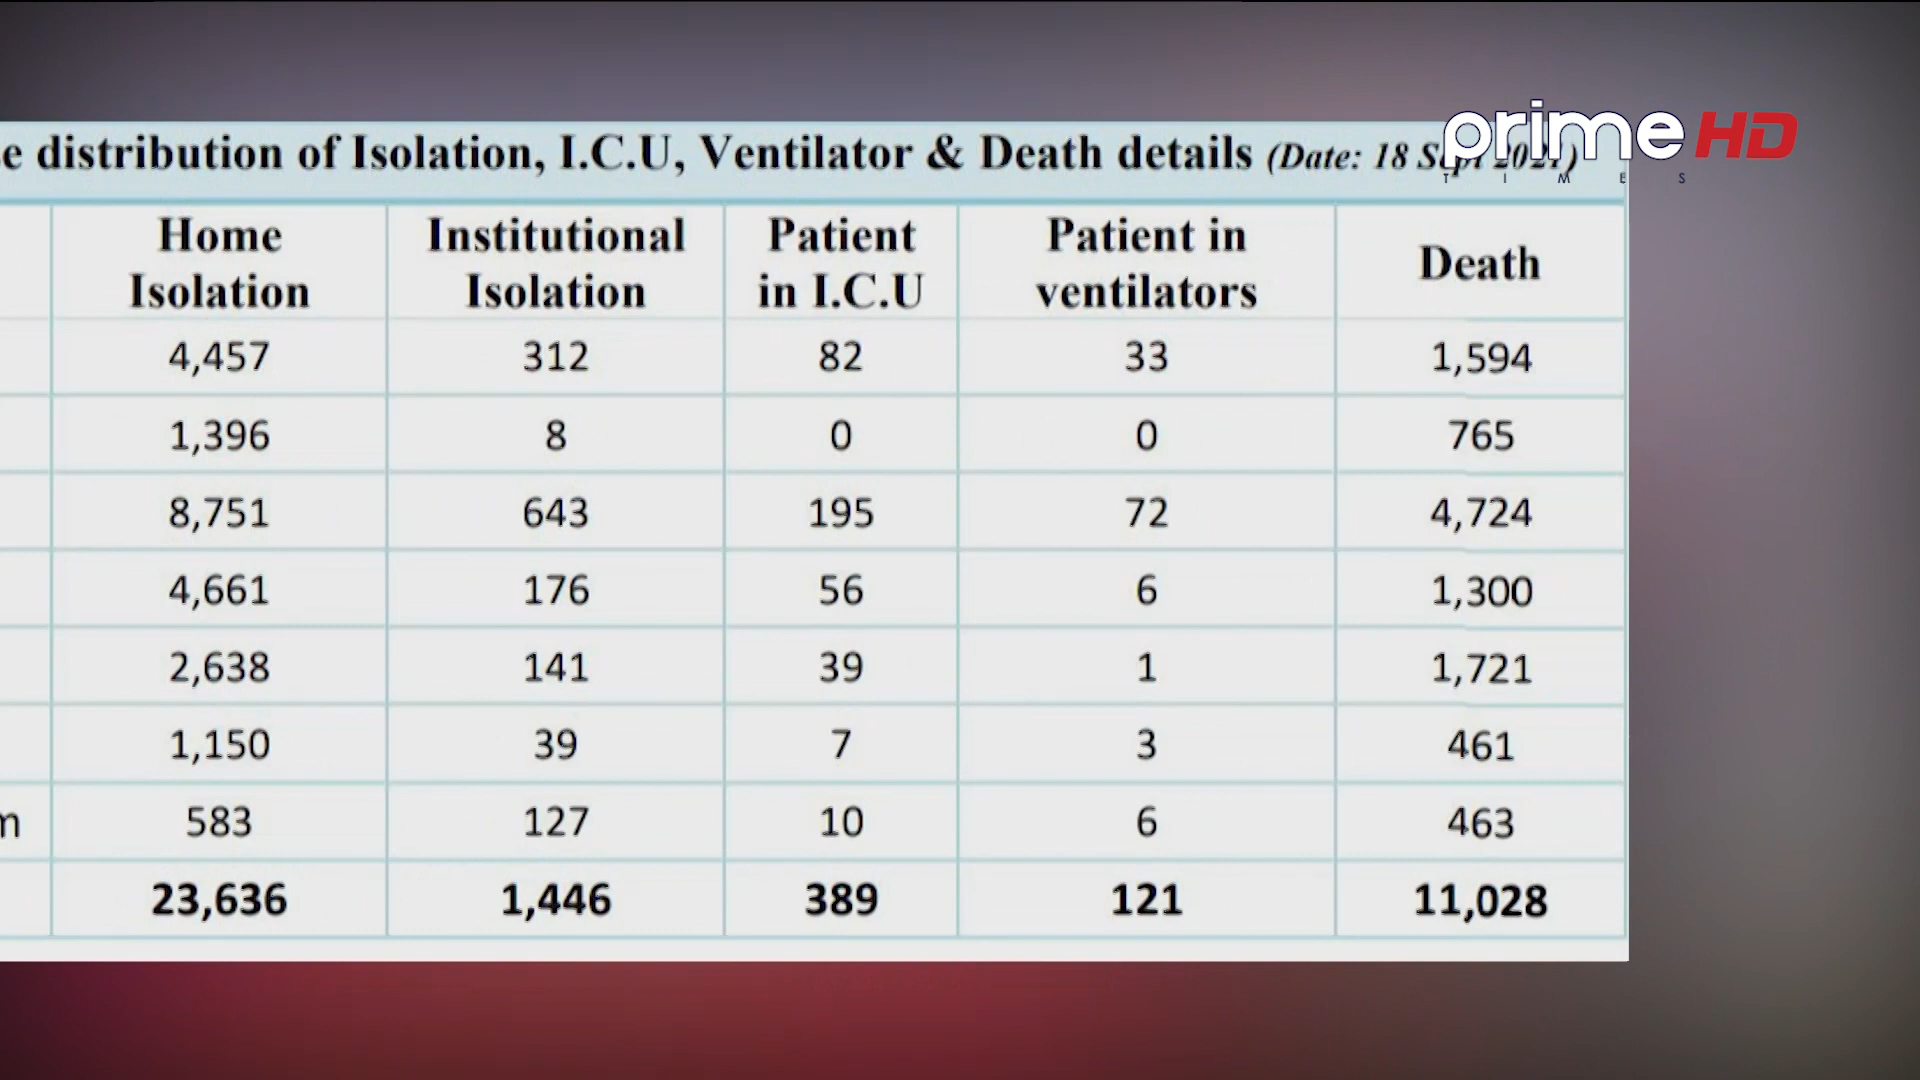 prime HD
TIMES
e distribution of Isolation, I.C.U, Ventilator & Death details (Date: 18 Sept 2021)
Home Isolation Institutional Isolation Patient in I.C.U Patient in ventilators Death
4,457 312 82 33 1,594
1,396 8 0 0 765
8,751 643 195 72 4,724
4,661 176 56 6 1,300
2,638 141 39 1 1,721
1,150 39 7 3 461
m 583 127 10 6 463
23,636 1,446 389 121 11,028